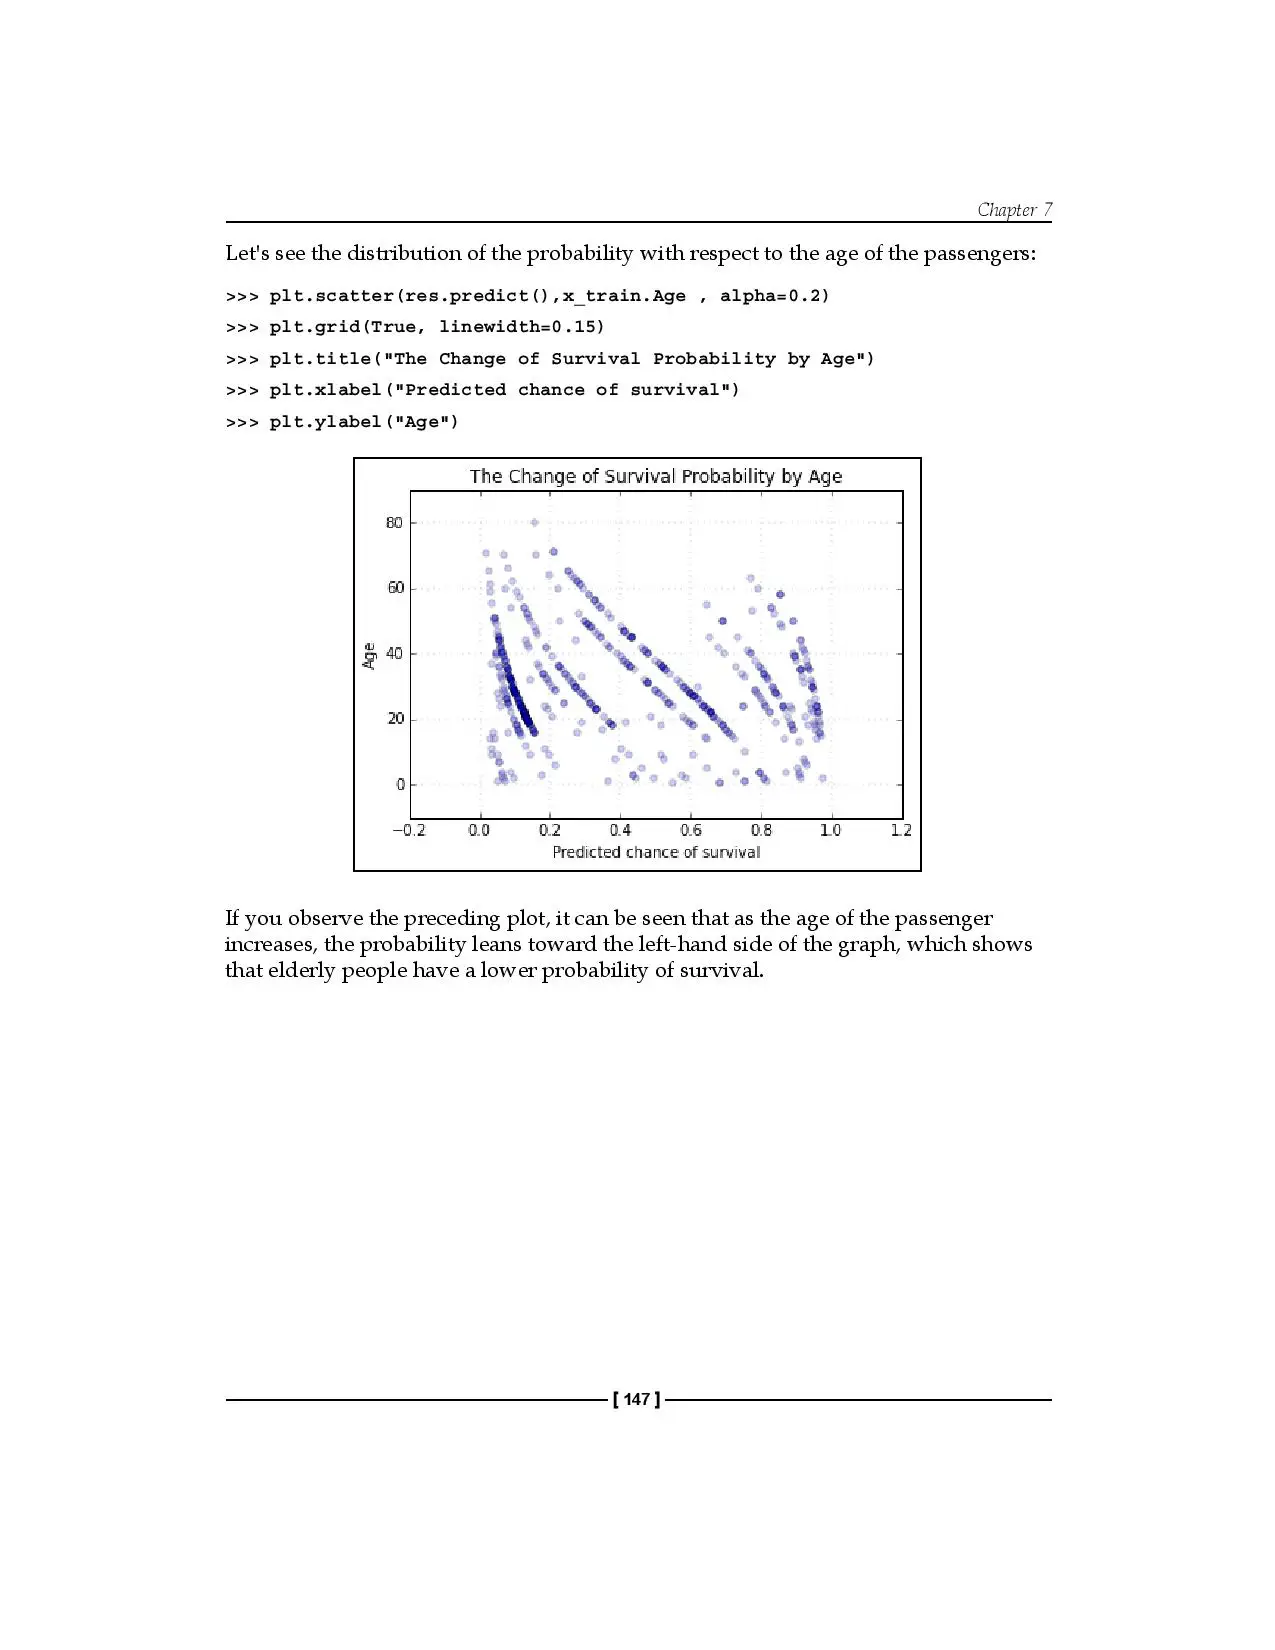 Chapter 7
Let's see the distribution of the probability with respect to the age of the passengers:
>>> plt.scatter(res.predict(),x_train.Age , alpha=0.2)
>>> plt.grid(True, linewidth=0.15)
>>> plt.title("The Change of Survival Probability by Age")
>>> plt.xlabel("Predicted chance of survival")
>>> plt.ylabel("Age")
The Change of Survival Probability by Age
80
60
40
20
0
Age
−0.2 0.0 0.2 0.4 0.6 0.8 1.0 1.2
Predicted chance of survival
If you observe the preceding plot, it can be seen that as the age of the passenger
increases, the probability leans toward the left-hand side of the graph, which shows
that elderly people have a lower probability of survival.
[ 147 ]